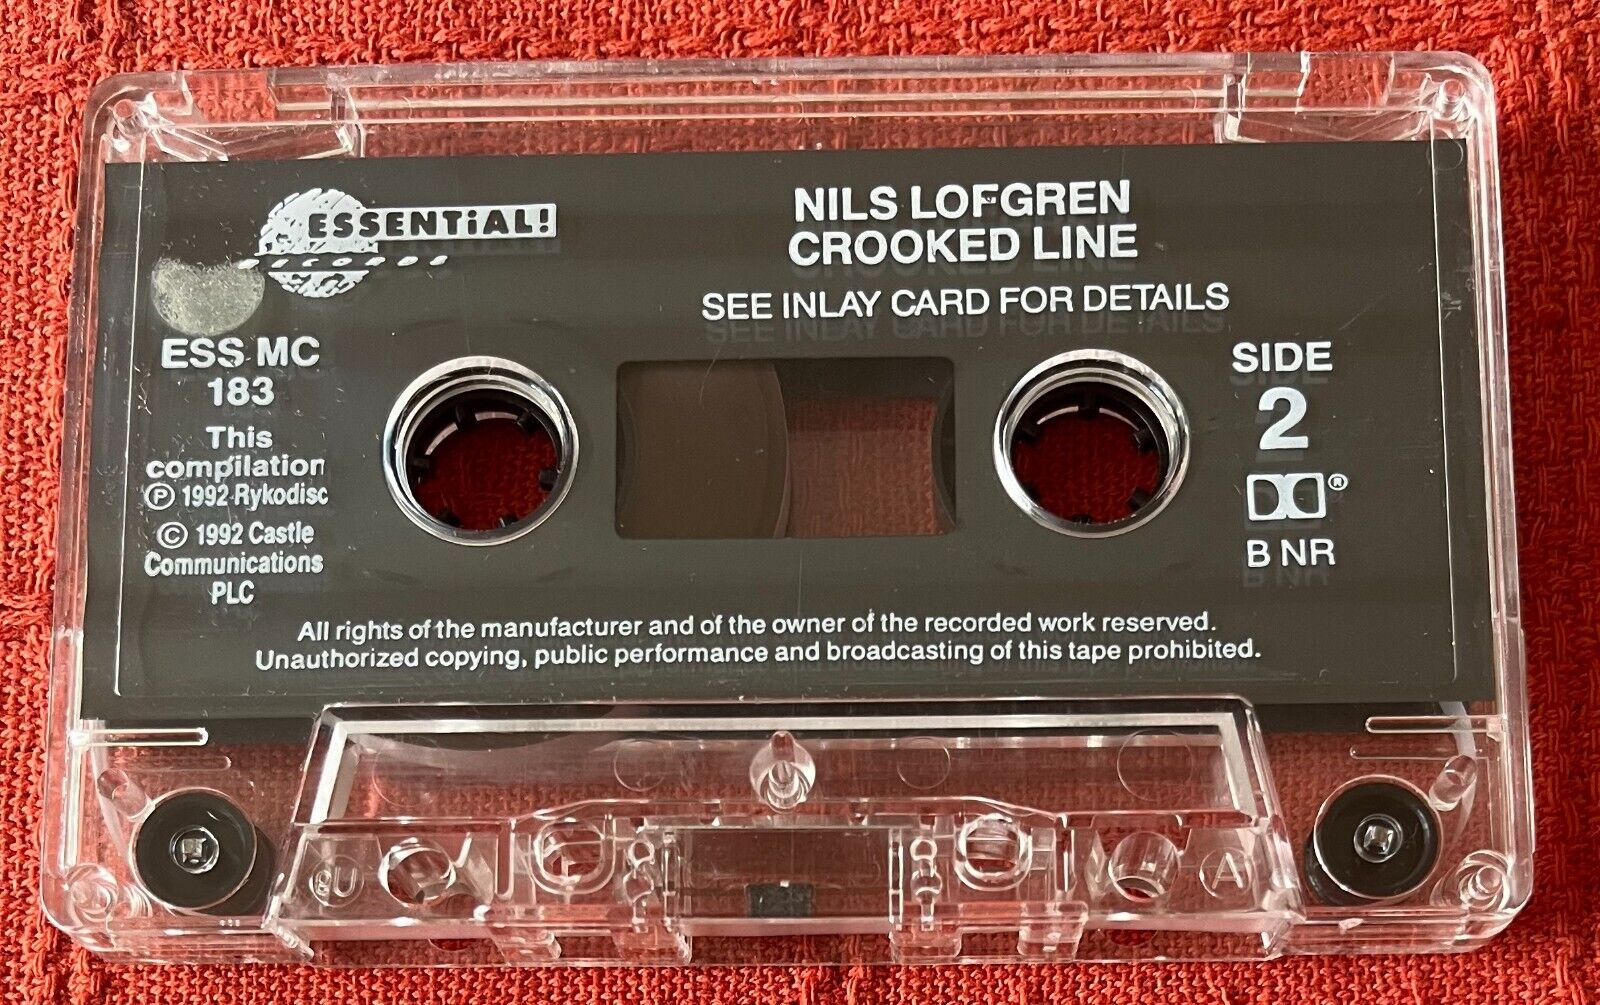 ESSENTiAL!
RECORDS
NILS LOFGREN
CROOKED LINE
SEE INLAY CARD FOR DETAILS
ESS MC
183
This
compilation
Ⓟ 1992 Rykodisc
© 1992 Castle
Communications
PLC
SIDE
2
®
B NR
All rights of the manufacturer and of the owner of the recorded work reserved.
Unauthorized copying, public performance and broadcasting of this tape prohibited.
A